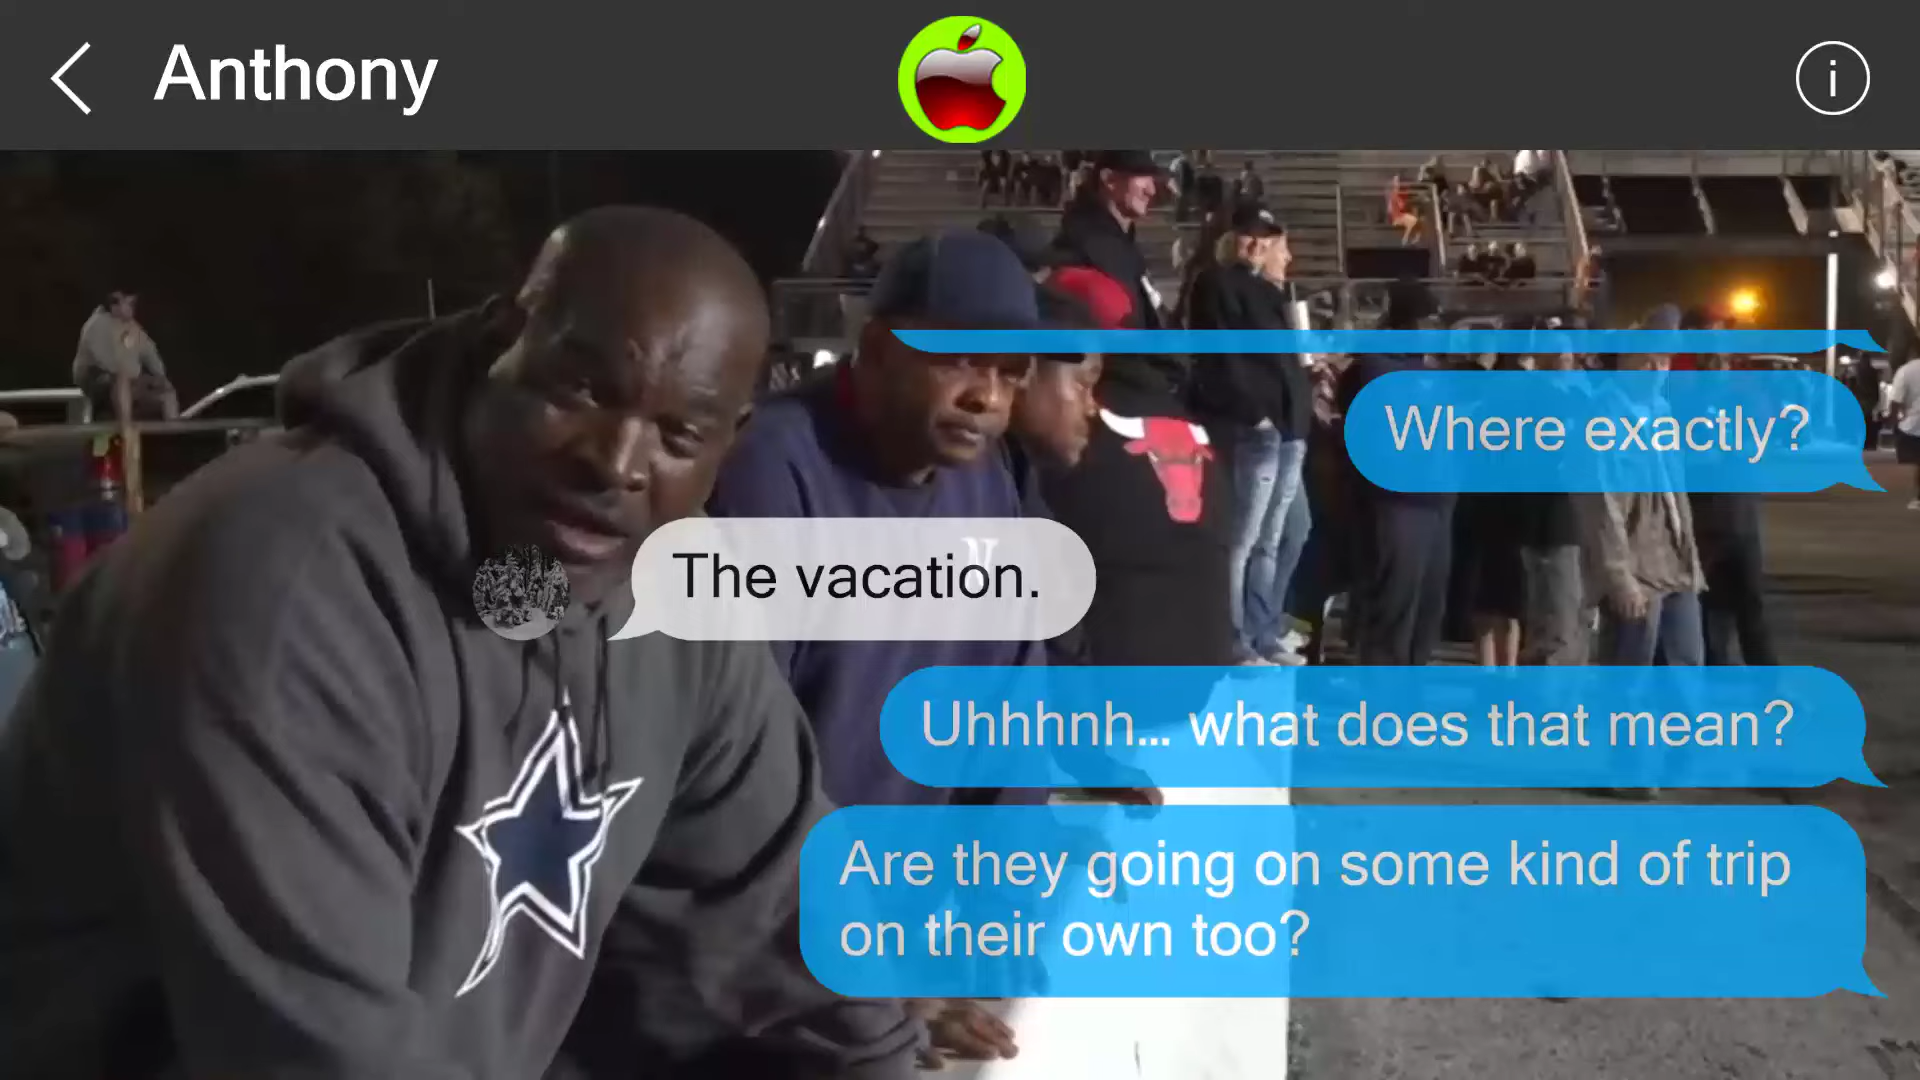 Anthony
i
Where exactly?
The vacation.
Uhhhnh... what does that mean?
Are they going on some kind of trip
on their own too?